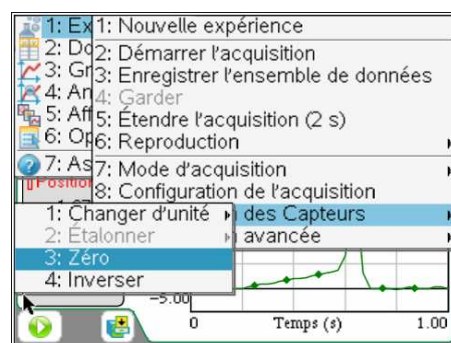 1: Ex
2: Do
3: Gr
4: An
5: Aff
6: Op
7: As
1: Nouvelle expérience
2: Démarrer l'acquisition
3: Enregistrer l'ensemble de données
4: Garder
5: Étendre l'acquisition (2 s)
6: Reproduction
7: Mode d'acquisition
8: Configuration de l'acquisition
des Capteurs
avancée
Position
1: Changer d'unité
2: Étalonner
3: Zéro
4: Inverser
-5.00
0
Temps (s)
1.00